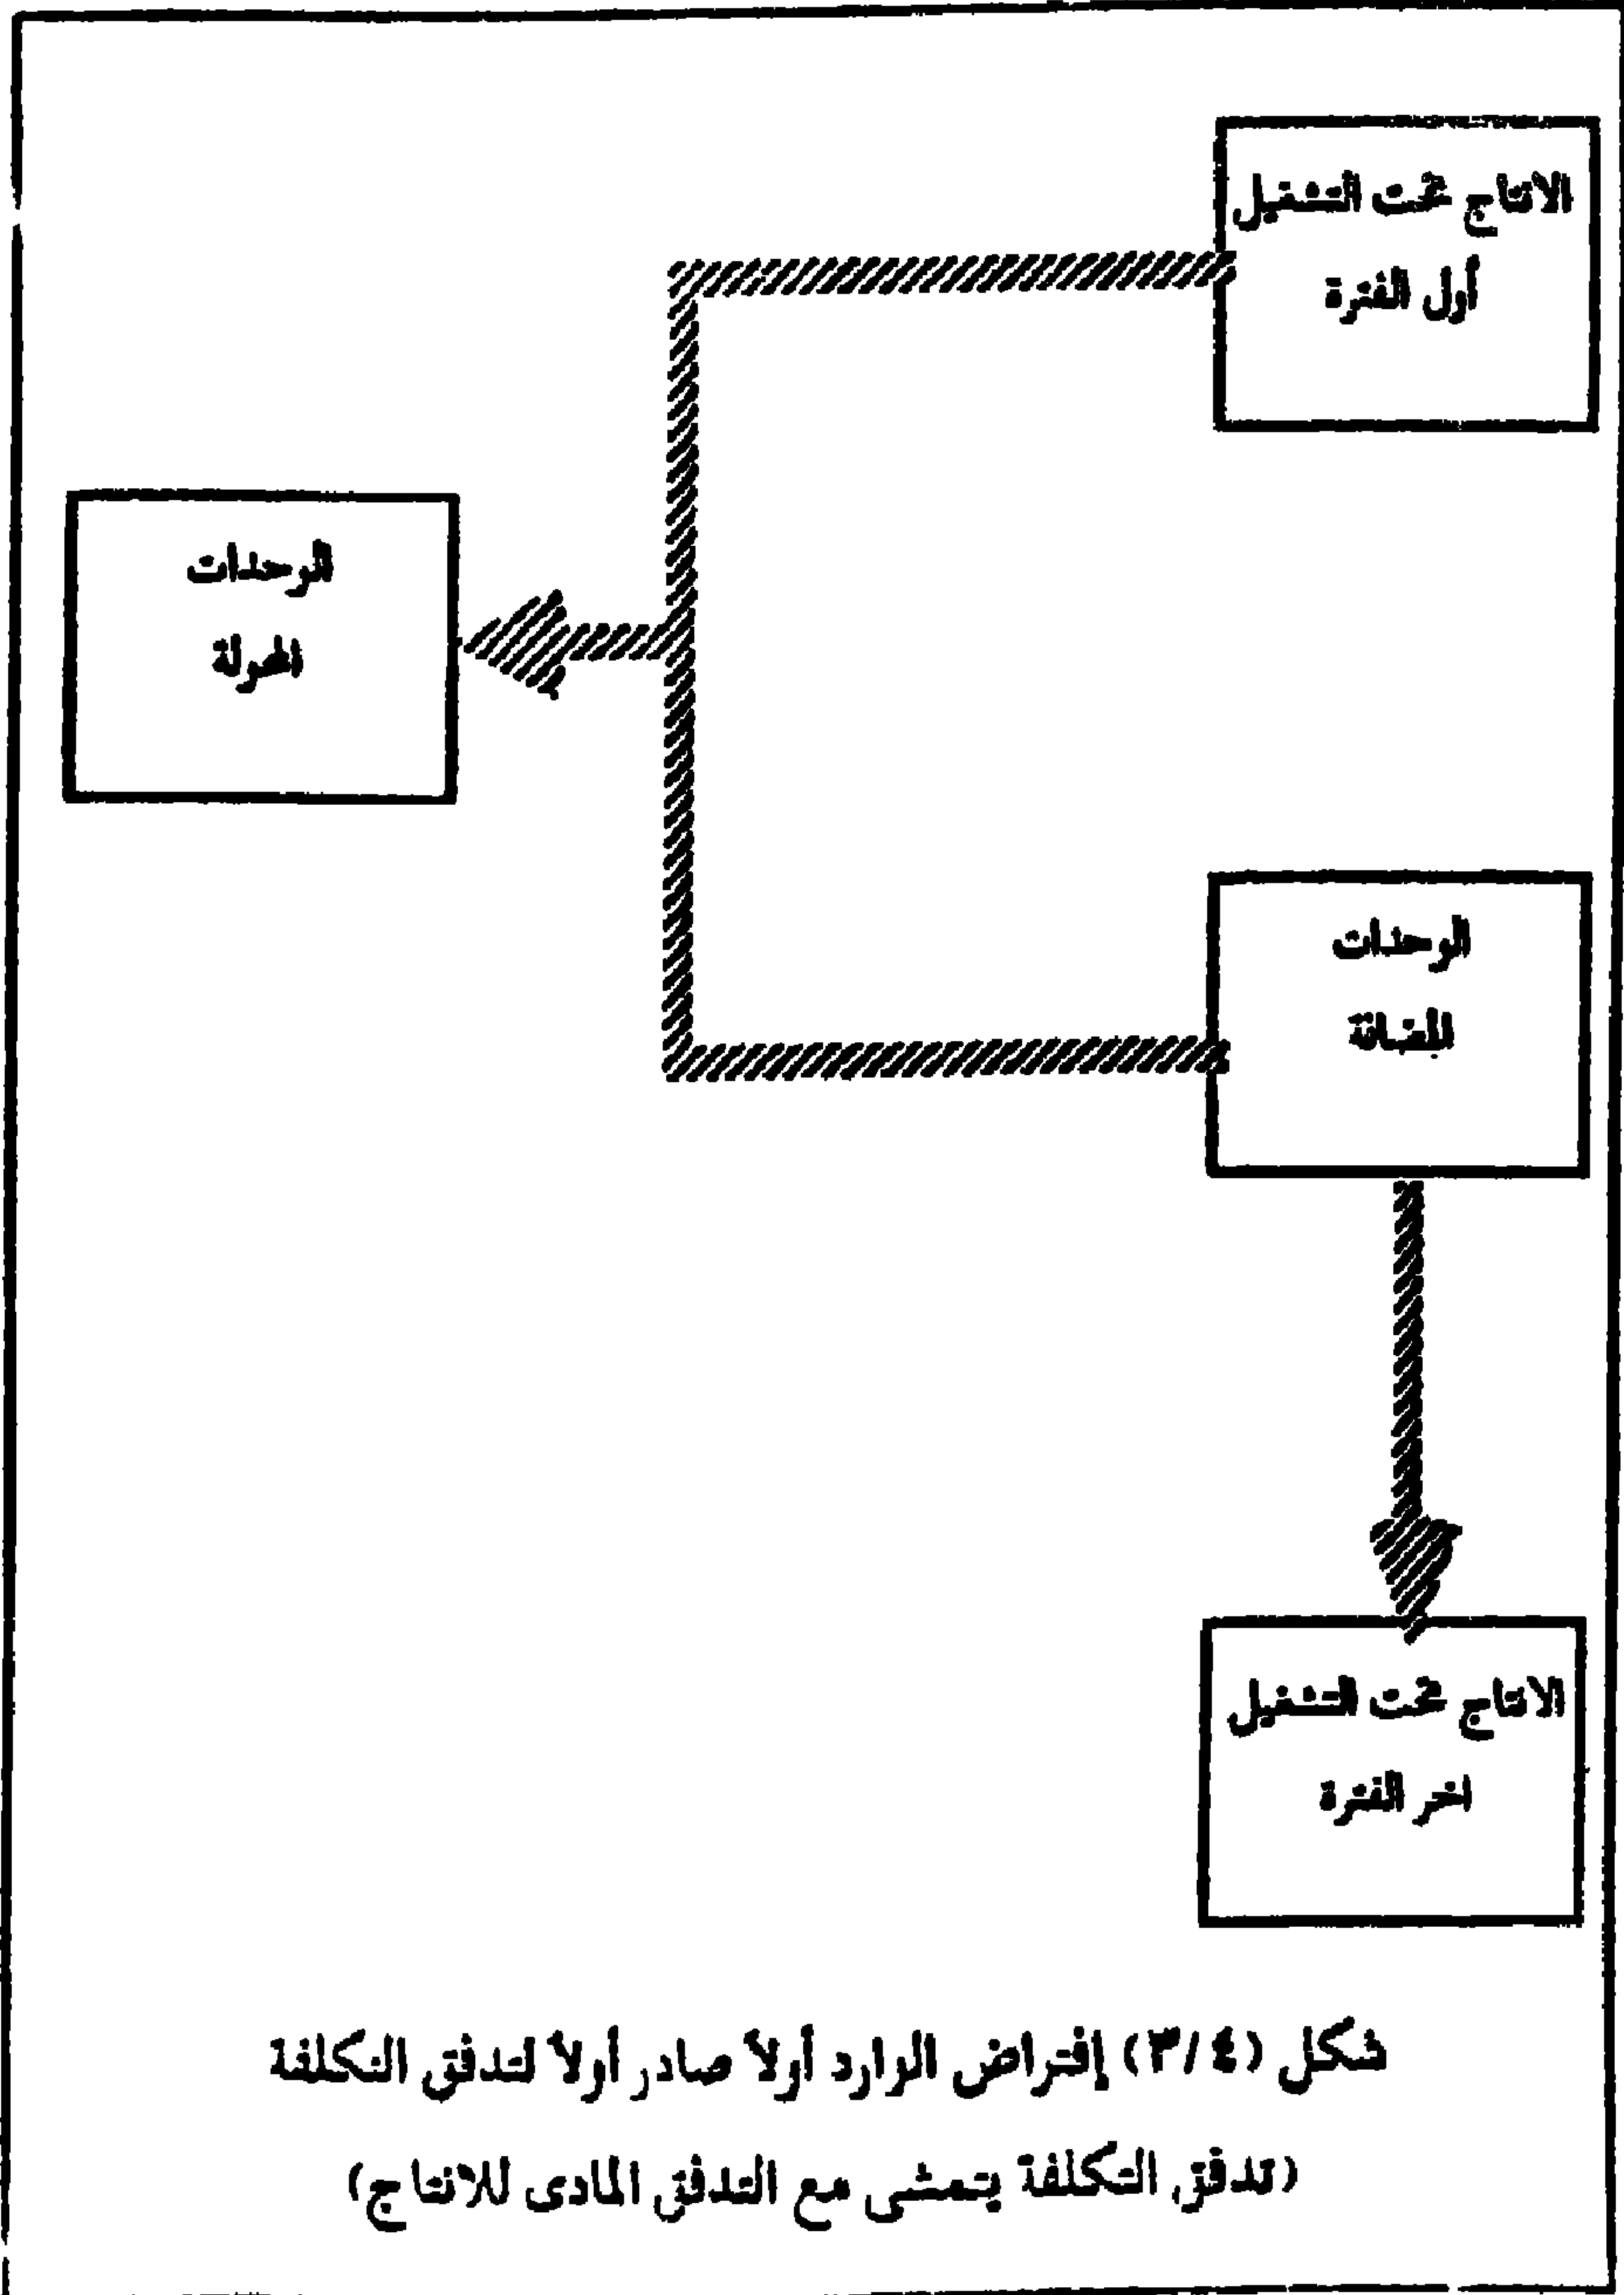 الانتاج تحت التشغيل
أول الفترة
الوحدات
المحولة
الوحدات
المضافة
الانتاج تحت التشغيل
اخر الفترة
شكل (٣/٤) إفتراض الوارد أولاً صادر أولاً لتدفق التكلفة
(تدفق التكلفة يتمشى مع التدفق المادى للانتاج)